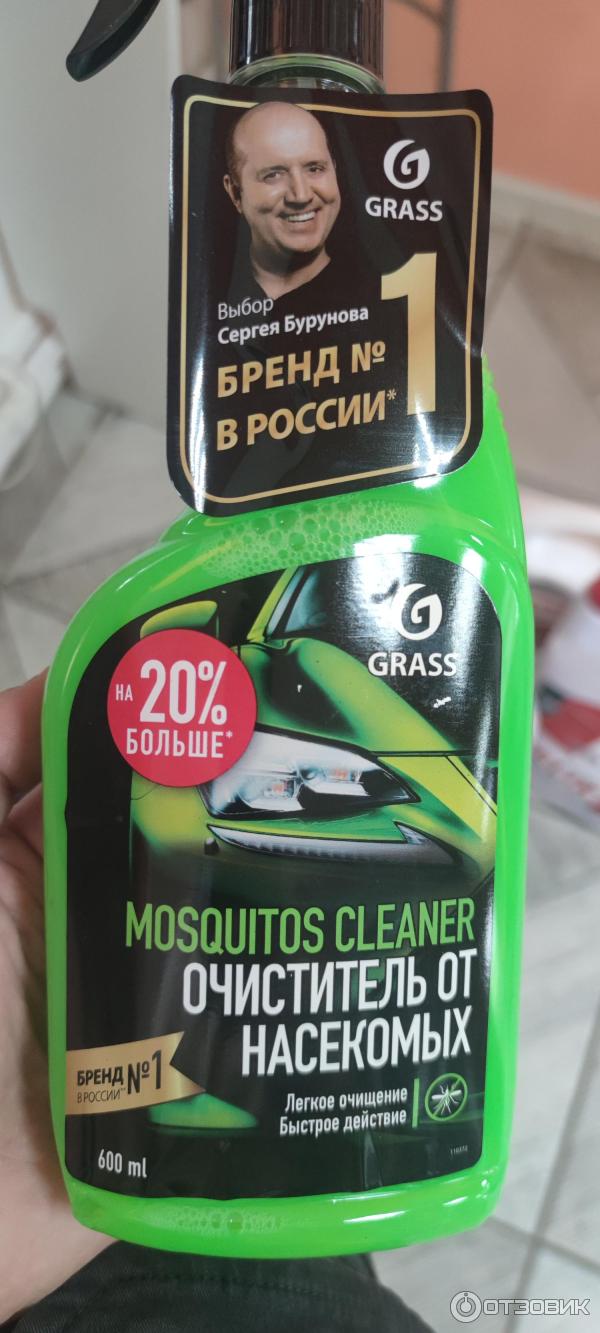 GRASS
Выбор
Сергея Бурунова
БРЕНД № 1
В РОССИИ*
GRASS
НА 20%
БОЛЬШЕ*
MOSQUITOS CLEANER
ОЧИСТИТЕЛЬ ОТ
НАСЕКОМЫХ
БРЕНД №1
В РОССИИ**
Легкое очищение
Быстрое действие
600 ml
ОТЗОВИК